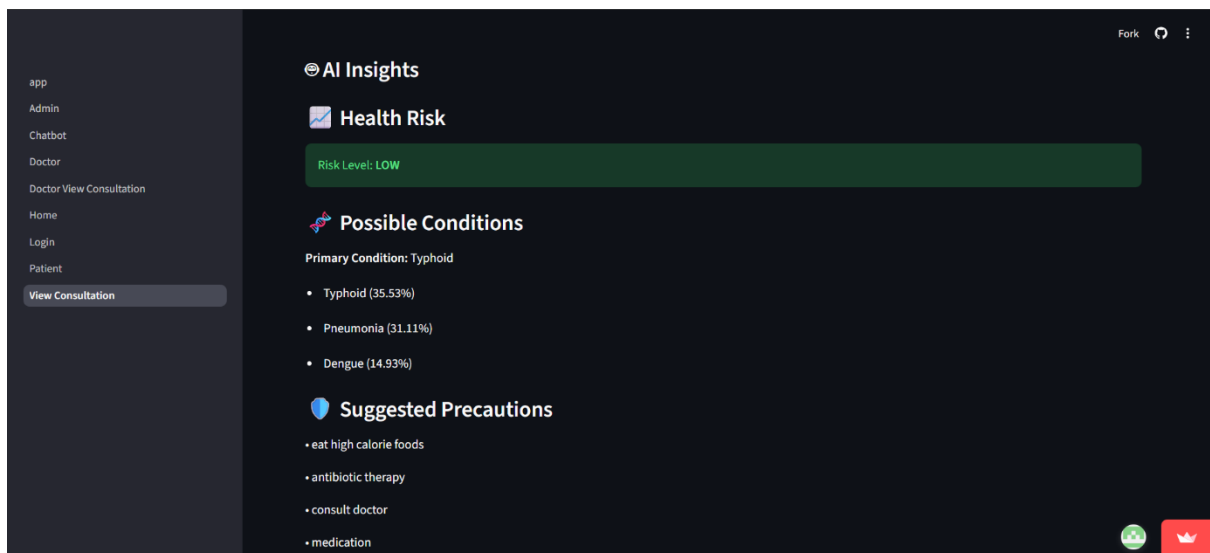 Fork
app
Admin
Chatbot
Doctor
Doctor View Consultation
Home
Login
Patient
View Consultation
AI Insights
Health Risk
Risk Level: LOW
Possible Conditions
Primary Condition: Typhoid
• Typhoid (35.53%)
• Pneumonia (31.11%)
• Dengue (14.93%)
Suggested Precautions
• eat high calorie foods
• antibiotic therapy
• consult doctor
• medication